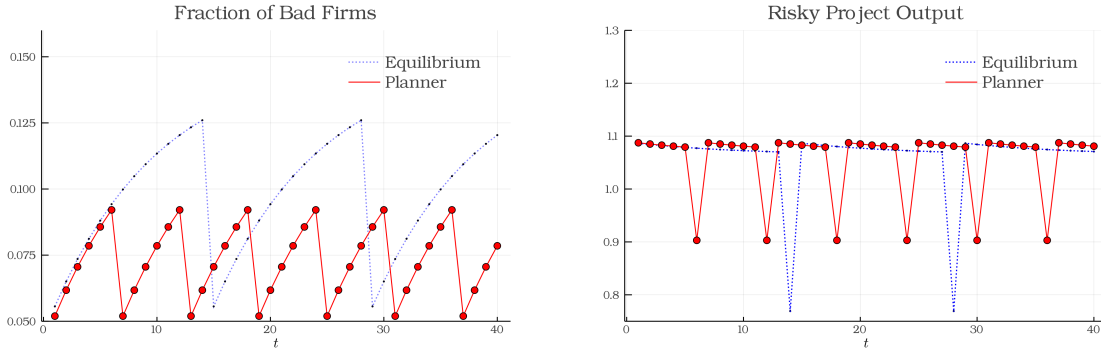 Fraction of Bad Firms
0.150
0.125
0.100
0.075
0.050
0
10
20
30
40
t
Equilibrium
Planner
Risky Project Output
1.3
1.2
1.1
1.0
0.9
0.8
0
10
20
30
40
t
Equilibrium
Planner